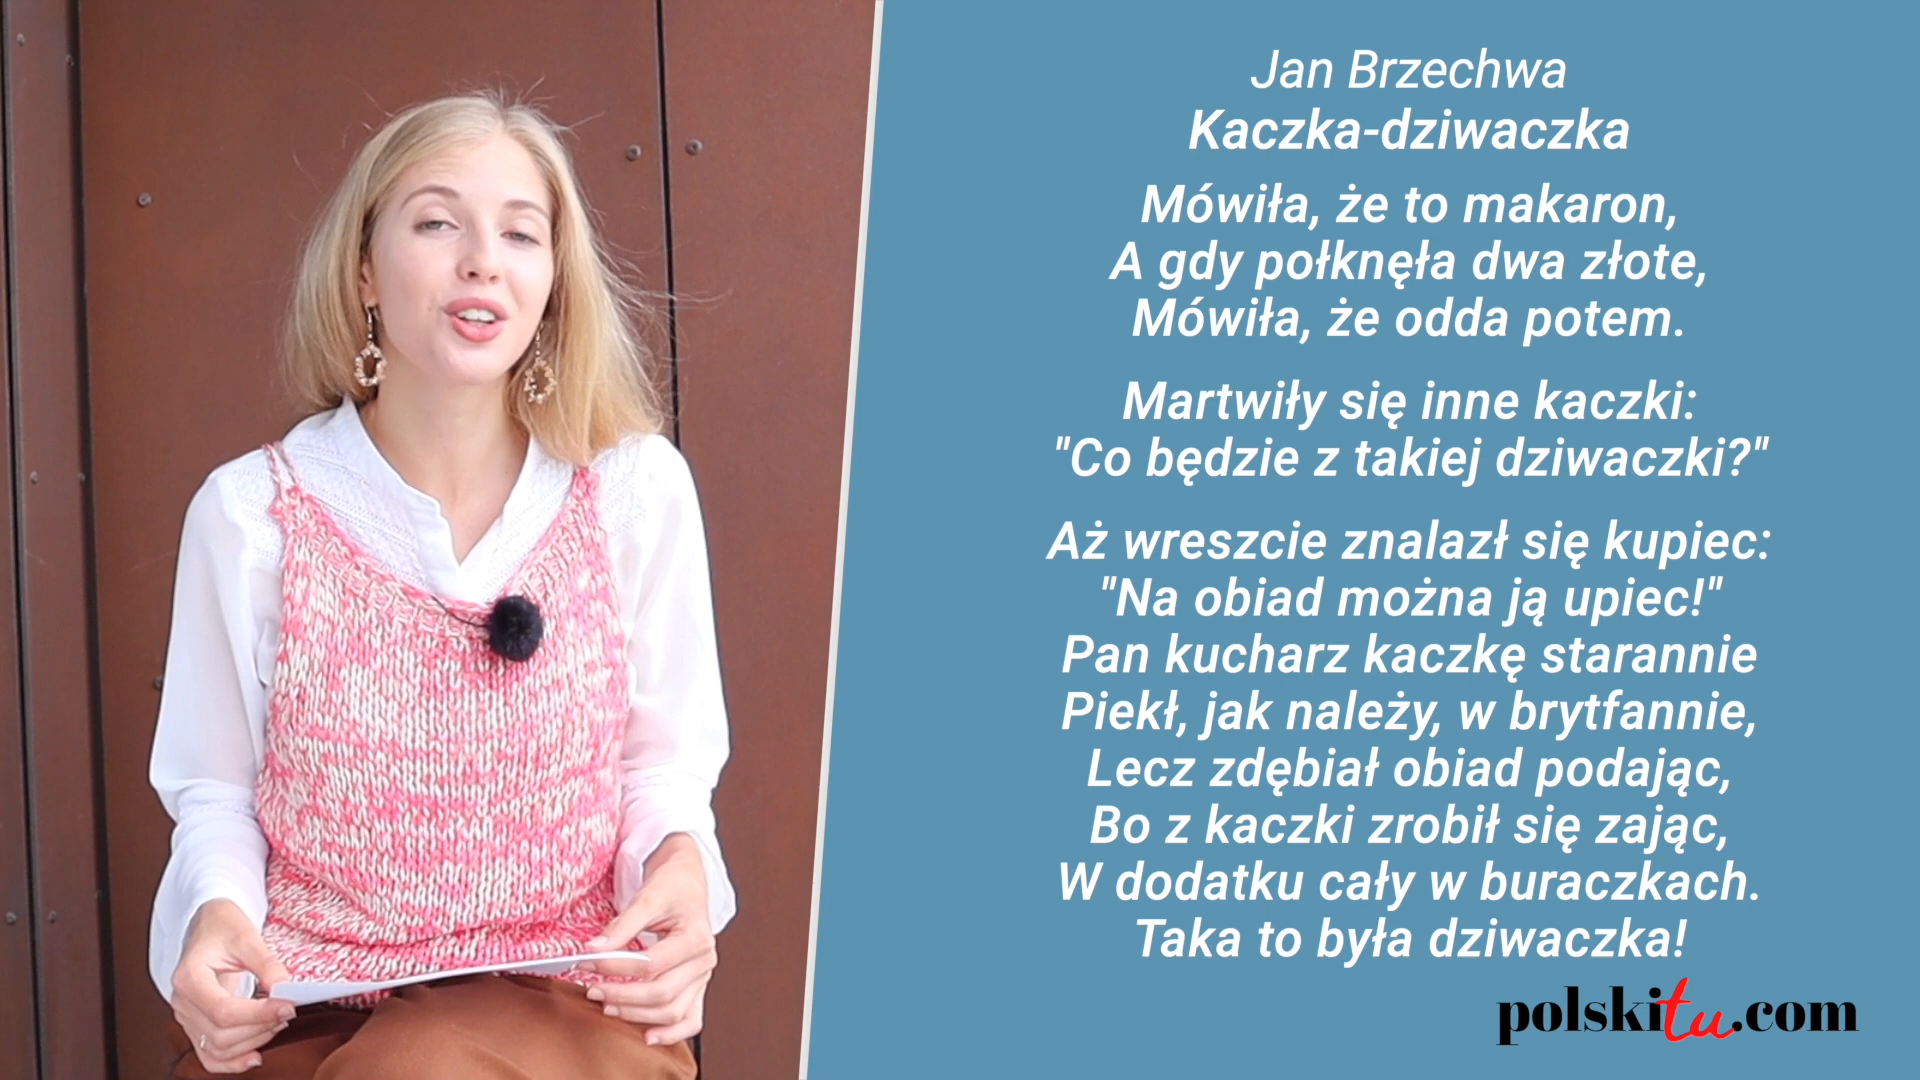 Jan Brzechwa
Kaczka-dziwaczka
Mówiła, że to makaron,
A gdy połknęła dwa złote,
Mówiła, że odda potem.
Martwiły się inne kaczki:
"Co będzie z takiej dziwaczki?"
Aż wreszcie znalazł się kupiec:
"Na obiad można ją upiec!"
Pan kucharz kaczkę starannie
Piekł, jak należy, w brytfannie,
Lecz zdębiał obiad podając,
Bo z kaczki zrobił się zając,
W dodatku cały w buraczkach.
Taka to była dziwaczka!
polskitu.com